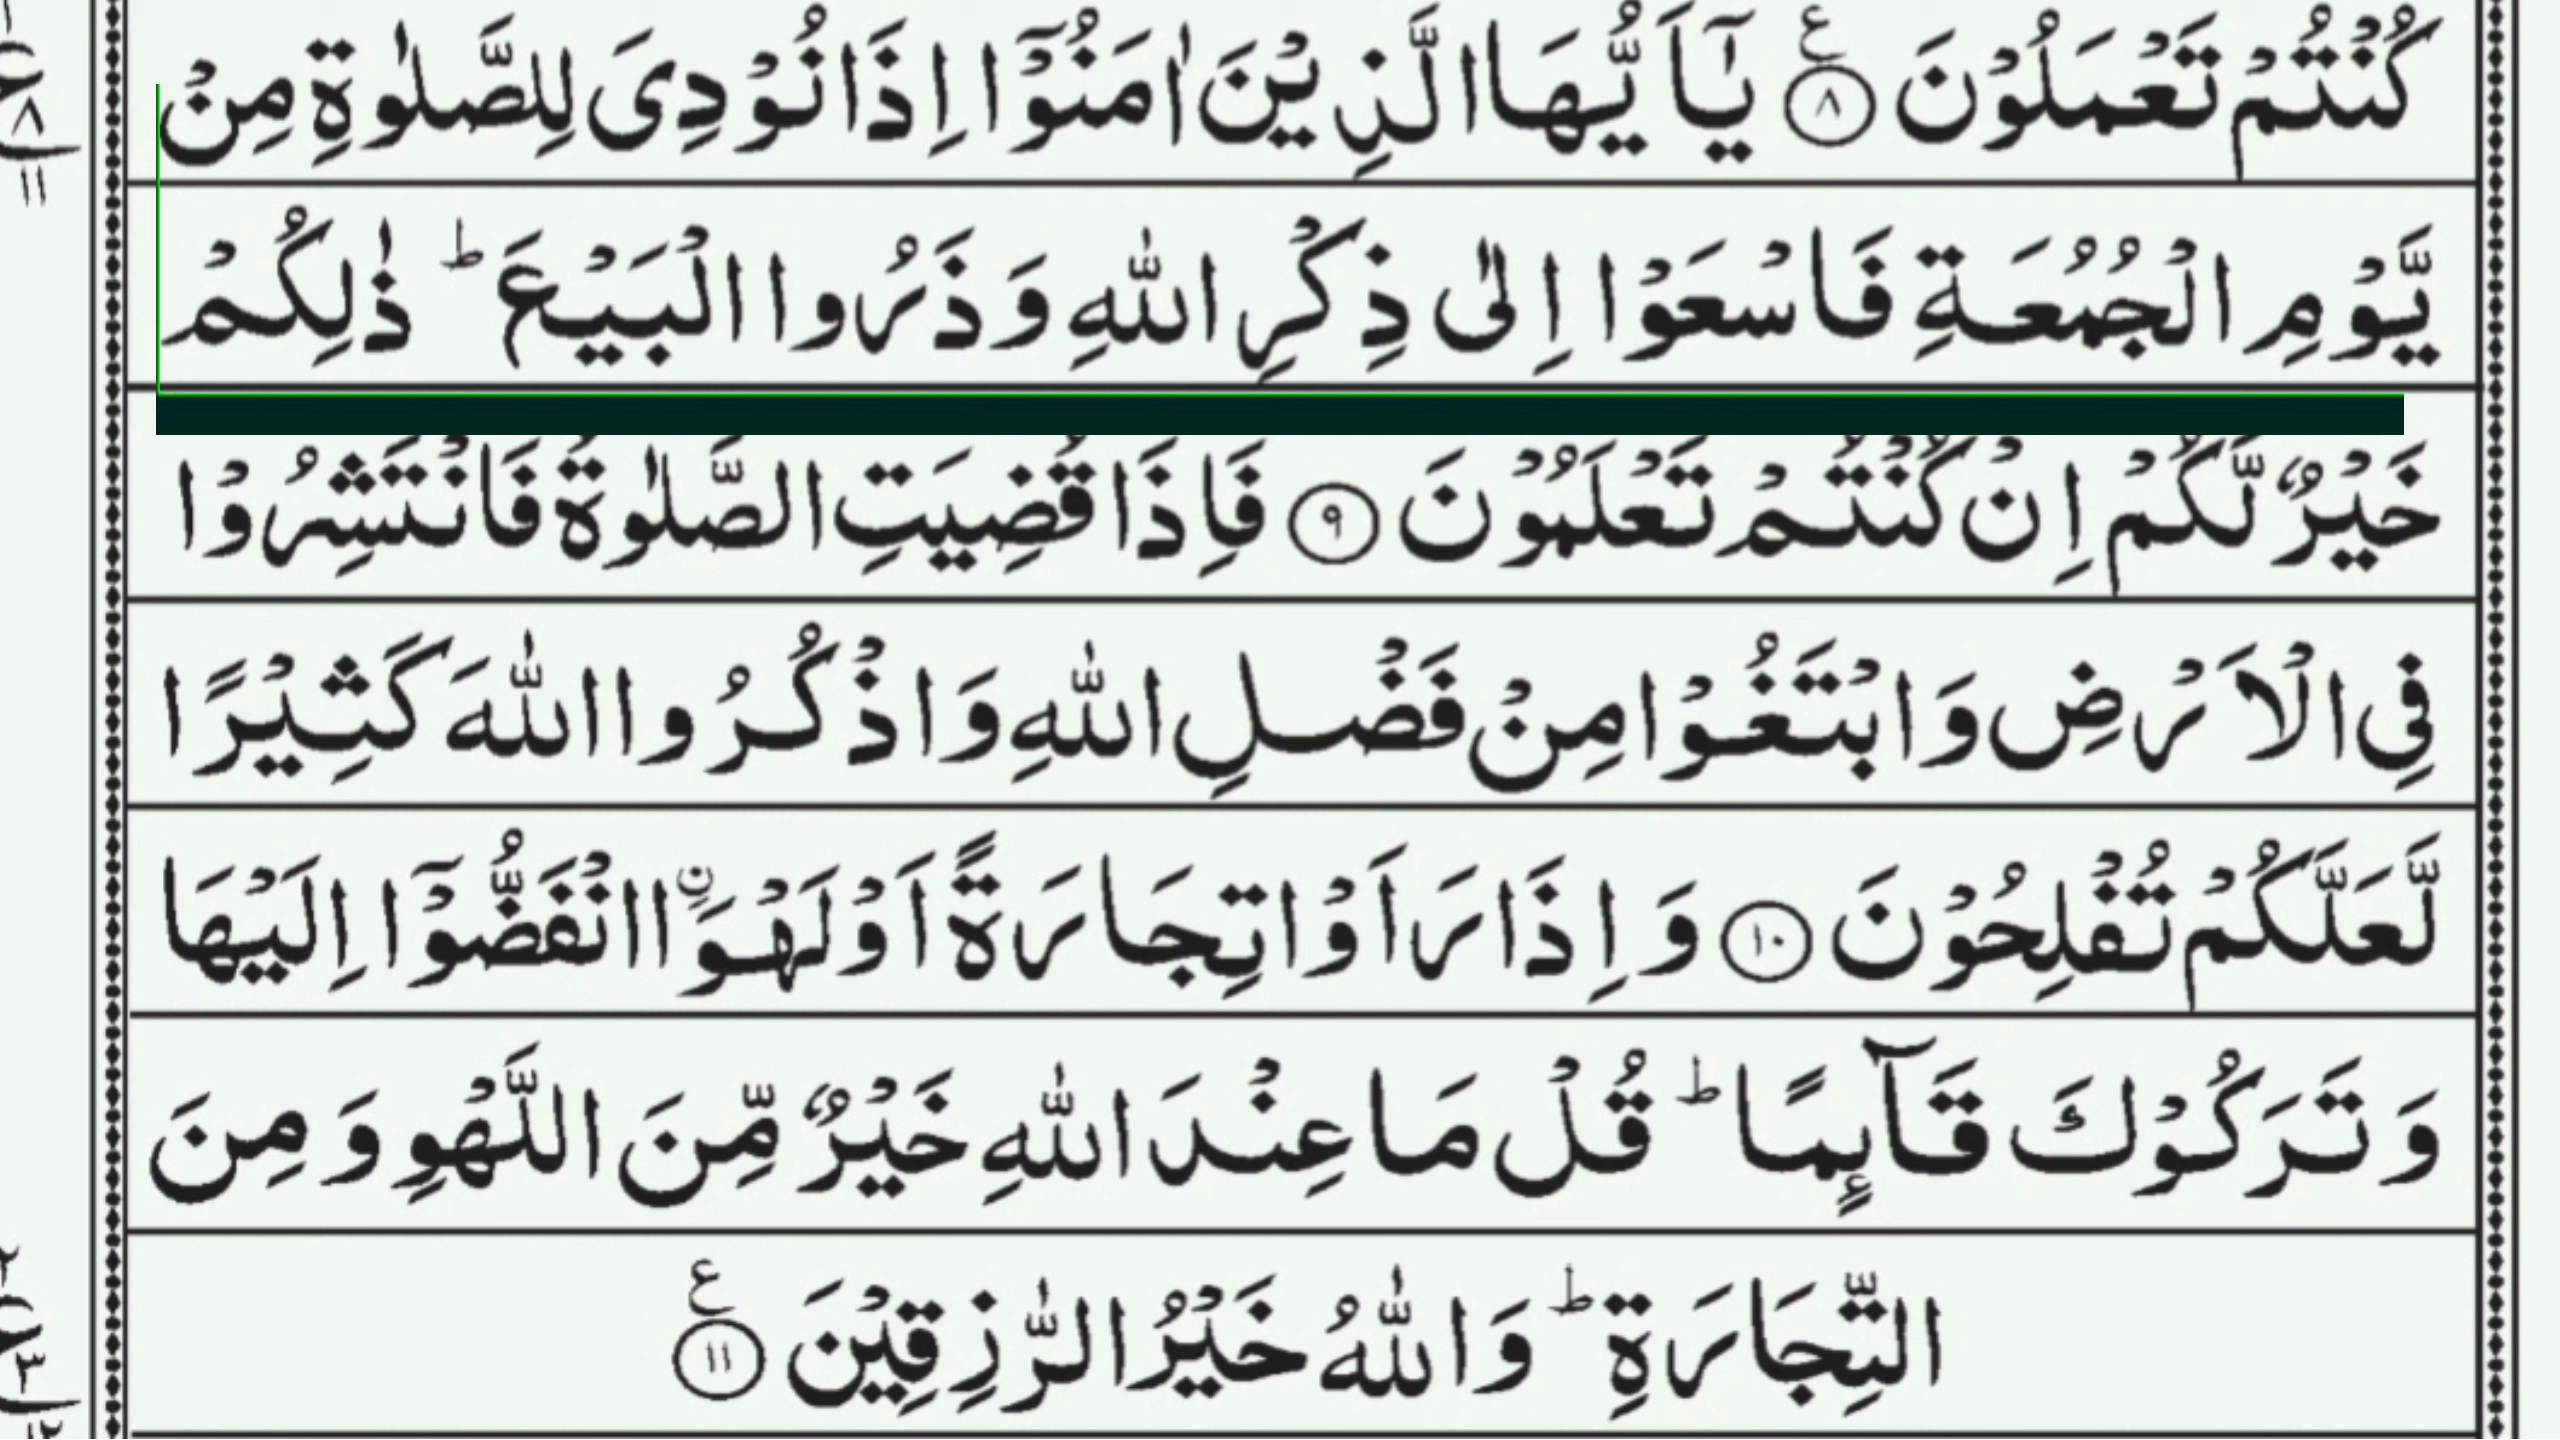 كُنْتُمْ تَعْمَلُوْنَ ۝٨ ع يٰٓاَيُّهَا الَّذِيْنَ اٰمَنُوْٓا اِذَا نُوْدِىَ لِلصَّلٰوةِ مِنْ
يَّوْمِ الْجُمُعَةِ فَاسْعَوْا اِلٰى ذِكْرِ اللّٰهِ وَذَرُوا الْبَيْعَ ؕ ذٰلِكُمْ
خَيْرٌ لَّكُمْ اِنْ كُنْتُمْ تَعْلَمُوْنَ ۝٩ فَاِذَا قُضِيَتِ الصَّلٰوةُ فَانْتَشِرُوْا
فِى الْاَرْضِ وَابْتَغُوْا مِنْ فَضْلِ اللّٰهِ وَاذْكُرُوا اللّٰهَ كَثِيْرًا
لَّعَلَّكُمْ تُفْلِحُوْنَ ۝١٠ وَاِذَا رَاَوْا تِجَارَةً اَوْ لَهْوَاۨ انْفَضُّوْٓا اِلَيْهَا
وَتَرَكُوْكَ قَآئِمًا ؕ قُلْ مَا عِنْدَ اللّٰهِ خَيْرٌ مِّنَ اللَّهْوِ وَمِنَ
التِّجَارَةِ ؕ وَاللّٰهُ خَيْرُ الرّٰزِقِيْنَ ۝١١ ع